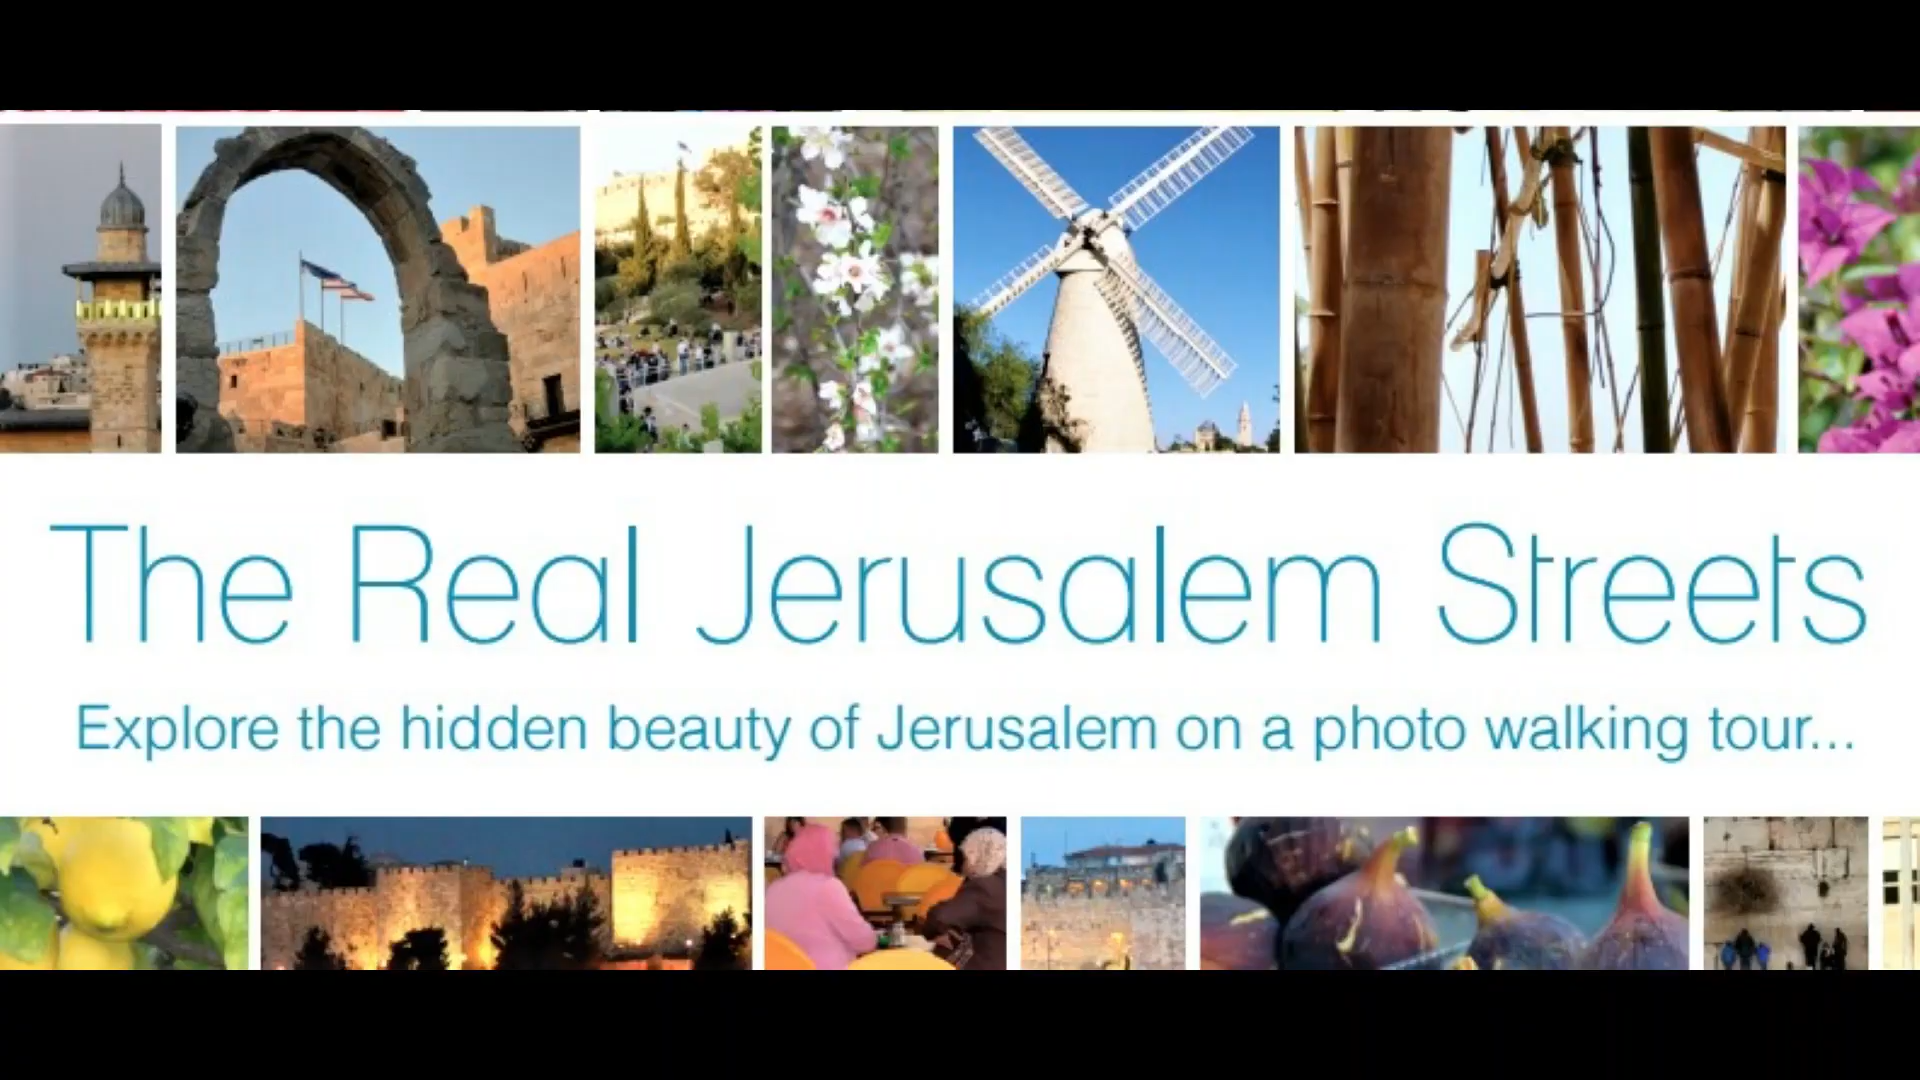 The Real Jerusalem Streets
Explore the hidden beauty of Jerusalem on a photo walking tour...